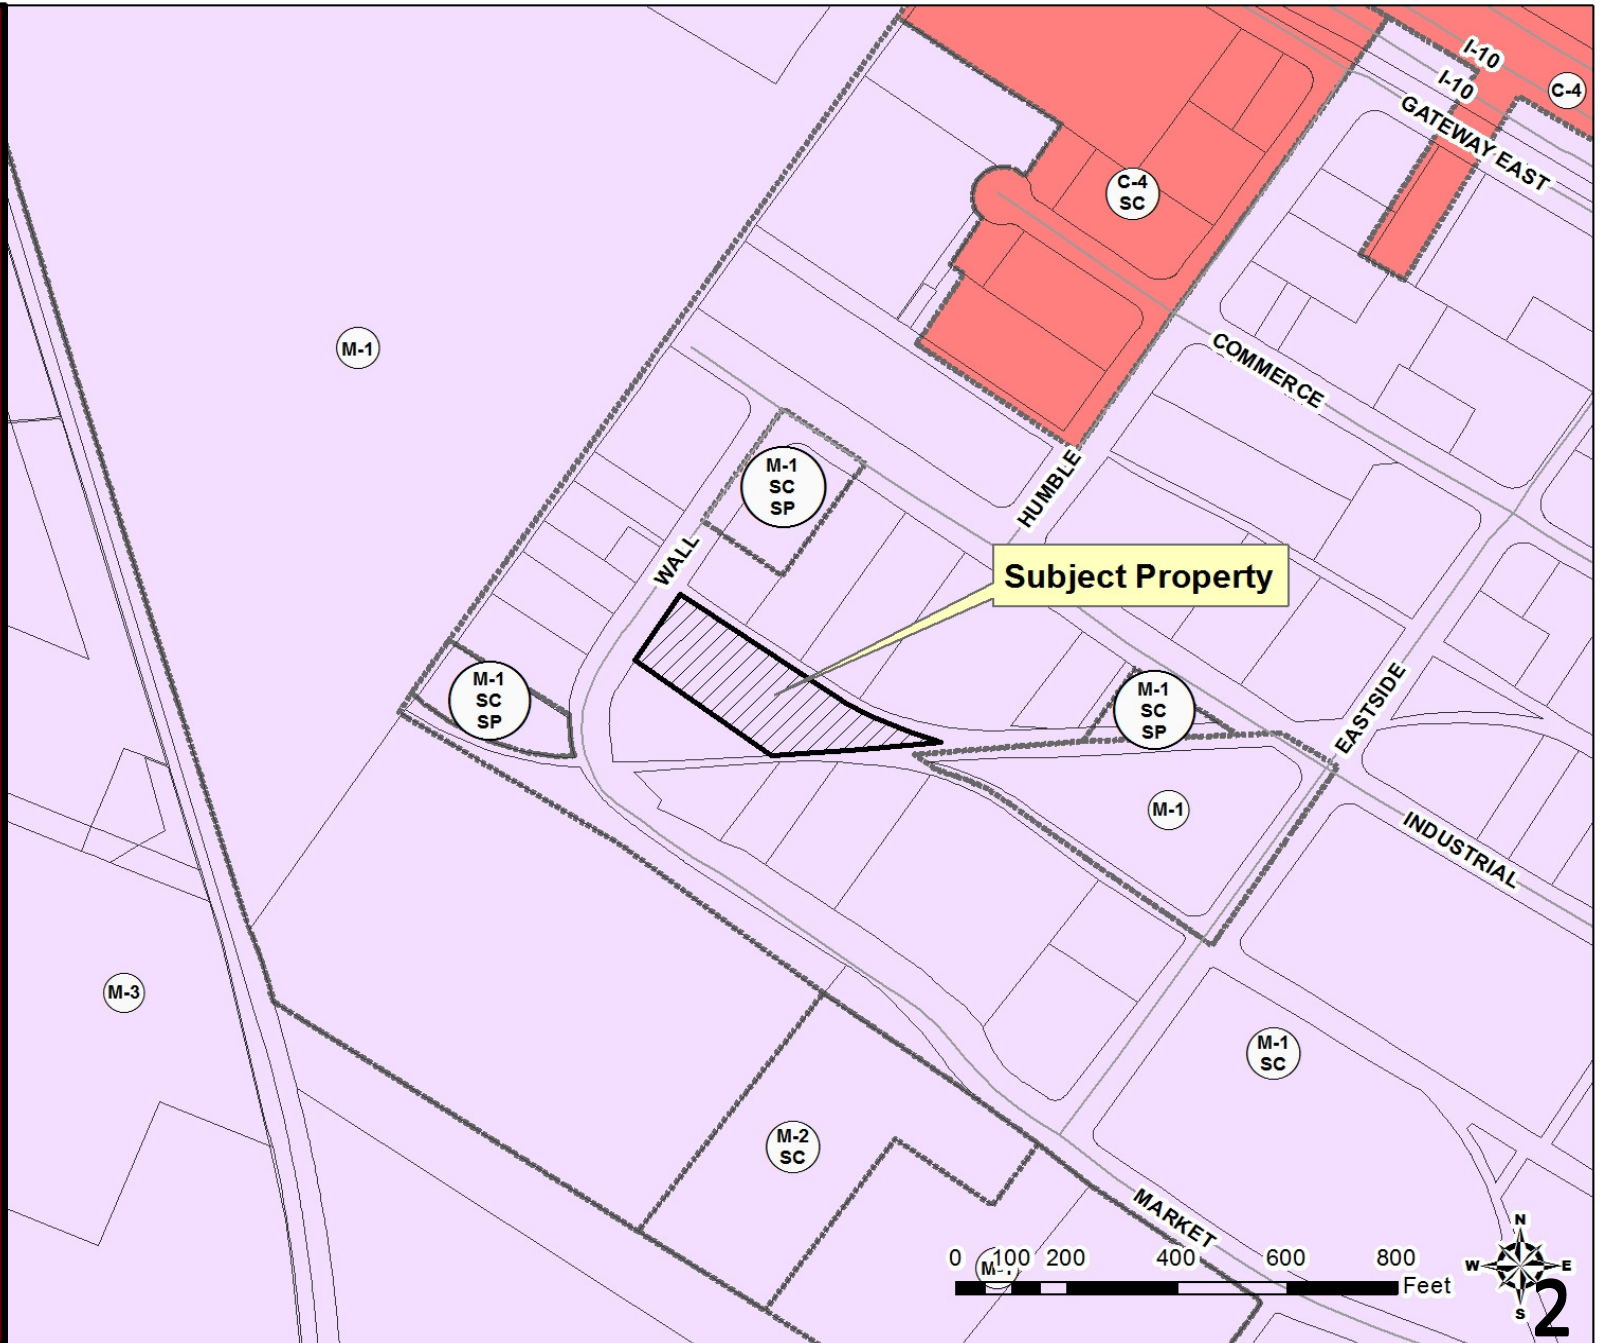 I-10
I-10
C-4
GATEWAY EAST
C-4
SC
M-1
COMMERCE
M-1
SC
SP
HUMBLE
WALL
Subject Property
M-1
SC
SP
M-1
SC
SP
EASTSIDE
M-1
INDUSTRIAL
M-3
M-1
SC
M-2
SC
MARKET
0 100 200 400 600 800
Feet
N
W E
S
2